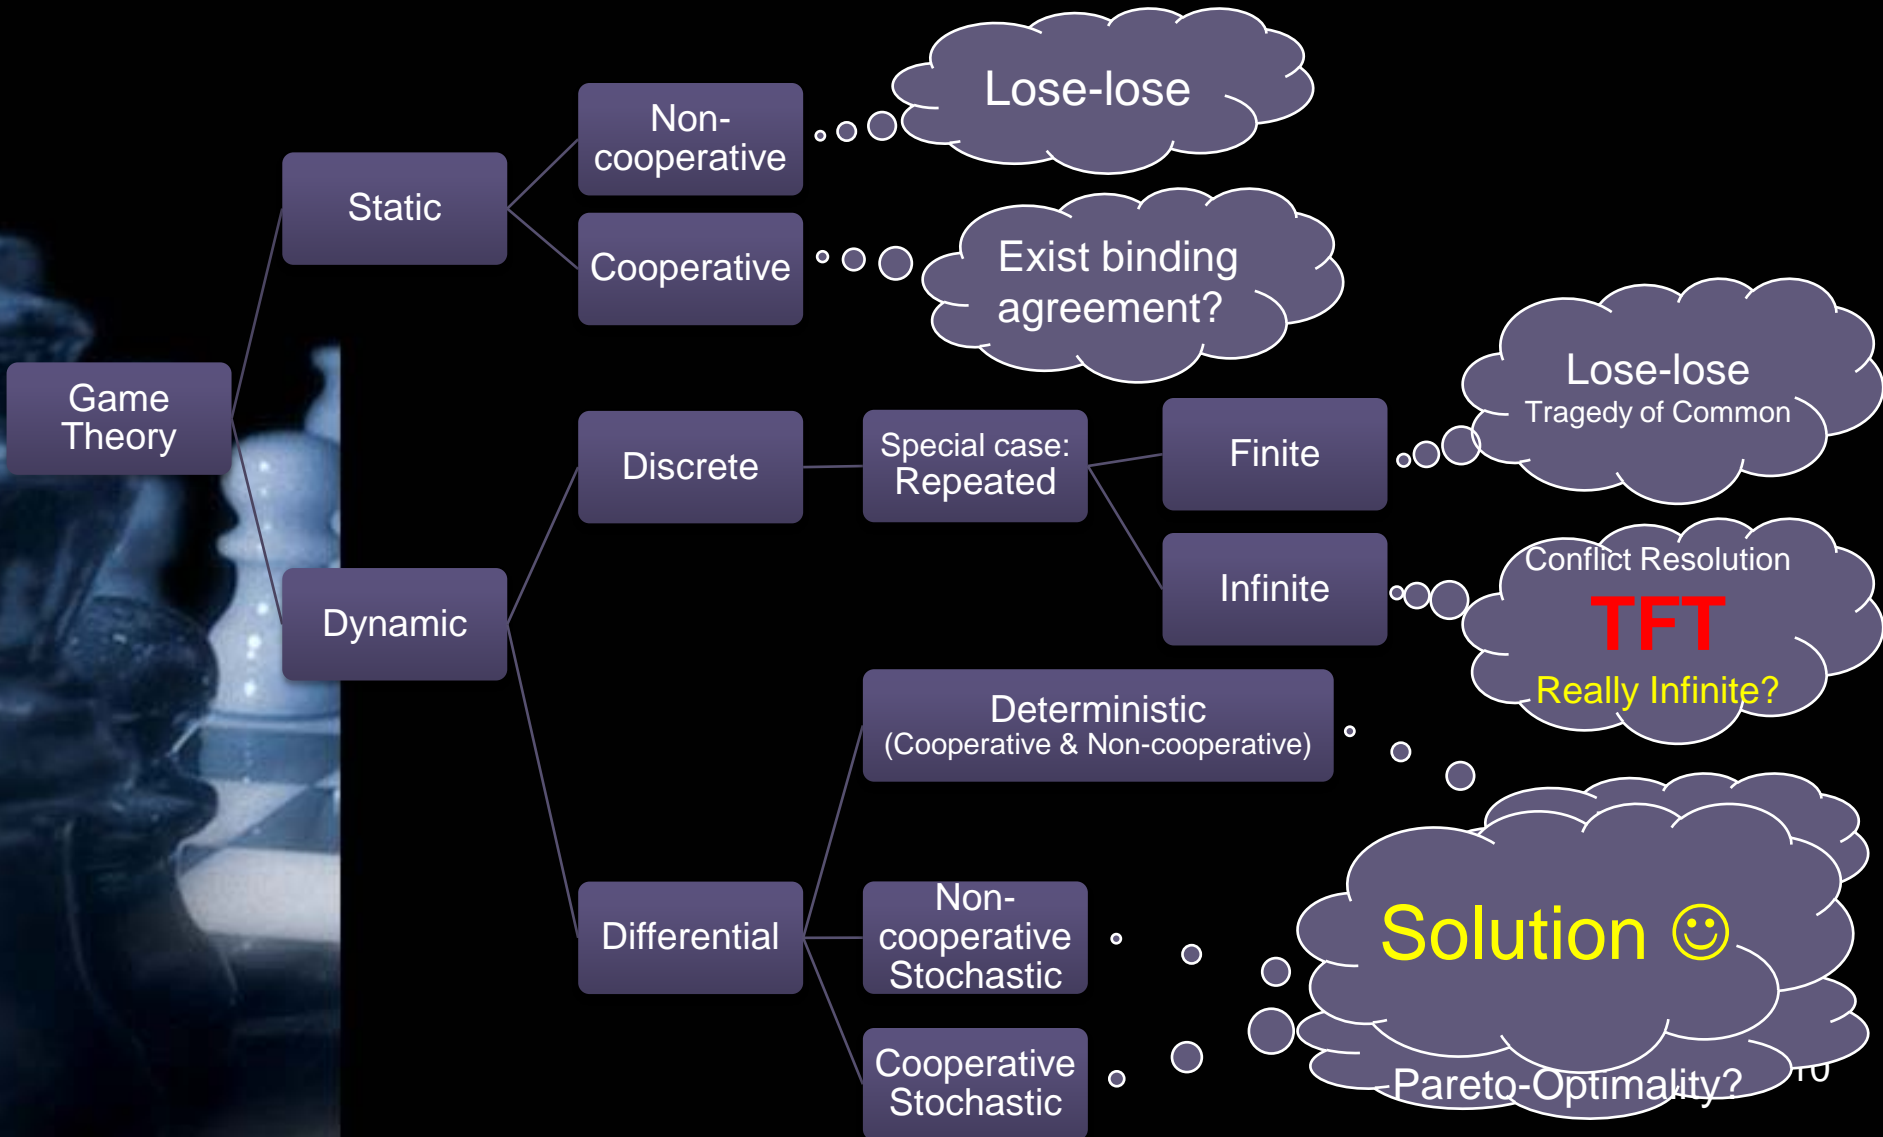 Game
Theory
Static
Non-
cooperative
Lose-lose
Cooperative
Exist binding
agreement?
Dynamic
Discrete
Special case:
Repeated
Finite
Lose-lose
Tragedy of Common
Infinite
Conflict Resolution
TFT
Really Infinite?
Differential
Deterministic
(Cooperative & Non-cooperative)
Non-
cooperative
Stochastic
Cooperative
Stochastic
Solution ☺
Pareto-Optimality?